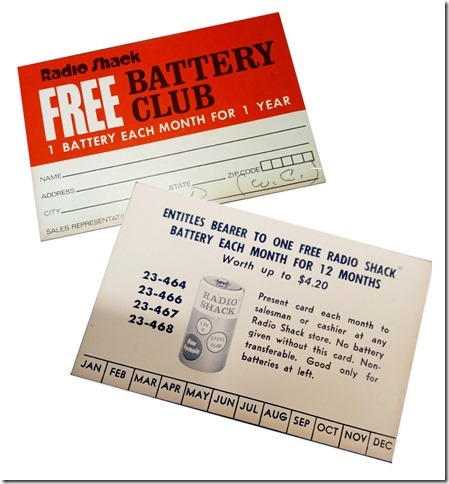 Radio Shack
FREE BATTERY
CLUB
1 BATTERY EACH MONTH FOR 1 YEAR
NAME
ADDRESS
STATE
ZIP CODE
CITY
SALES REPRESENTATIVE
ENTITLES BEARER TO ONE FREE RADIO SHACK®
BATTERY EACH MONTH FOR 12 MONTHS
Worth up to $4.20
23-464
23-466
23-467
23-468
RADIO
SHACK
STEEL
CLAD
New
Formula
Present card each month to
salesman or cashier at any
Radio Shack store. No battery
given without this card. Non-
transferable. Good only for
batteries at left.
JAN FEB MAR APR MAY JUN JUL AUG SEP OCT NOV DEC